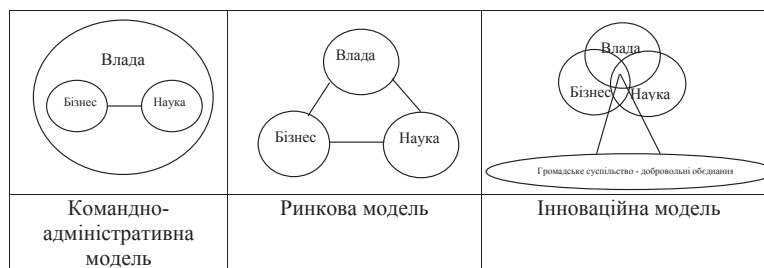 Влада
Бізнес
Наука
Командно-
адміністративна
модель
Влада
Бізнес
Наука
Ринкова модель
Влада
Бізнес
Наука
Громадське суспільство - добровольні обєднання
Інноваційна модель